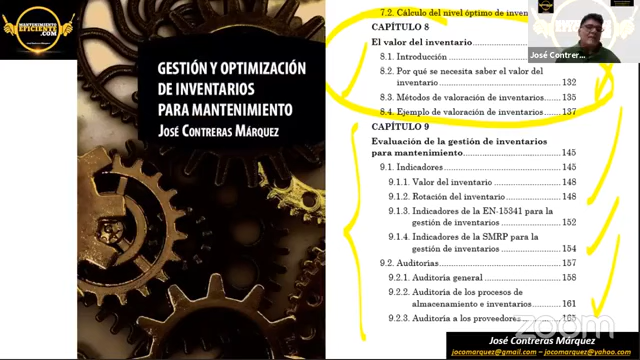 MANTENIMIENTO
EFICIENTE
.COM
GESTIÓN Y OPTIMIZACIÓN
DE INVENTARIOS
PARA MANTENIMIENTO
JOSÉ CONTRERAS MÁRQUEZ
7.2. Cálculo del nivel óptimo de inven
CAPÍTULO 8
El valor del inventario
8.1. Introducción
8.2. Por qué se necesita saber el valor del
inventario 132
8.3. Métodos de valoración de inventarios 135
8.4. Ejemplo de valoración de inventarios 137
CAPÍTULO 9
Evaluación de la gestión de inventarios
para mantenimiento 145
9.1. Indicadores 145
9.1.1. Valor del inventario 148
9.1.2. Rotación del inventario 148
9.1.3. Indicadores de la EN-15341 para la
gestión de inventarios 152
9.1.4. Indicadores de la SMRP para la
gestión de inventarios 154
9.2. Auditorías 157
9.2.1. Auditoría general 158
9.2.2. Auditoría de los procesos de
almacenamiento e inventarios 161
9.2.3. Auditoría a los proveedores
José Contrer
zoom
José Contreras Márquez
jocomarquez@gmail.com – jocomarquez@yahoo.com